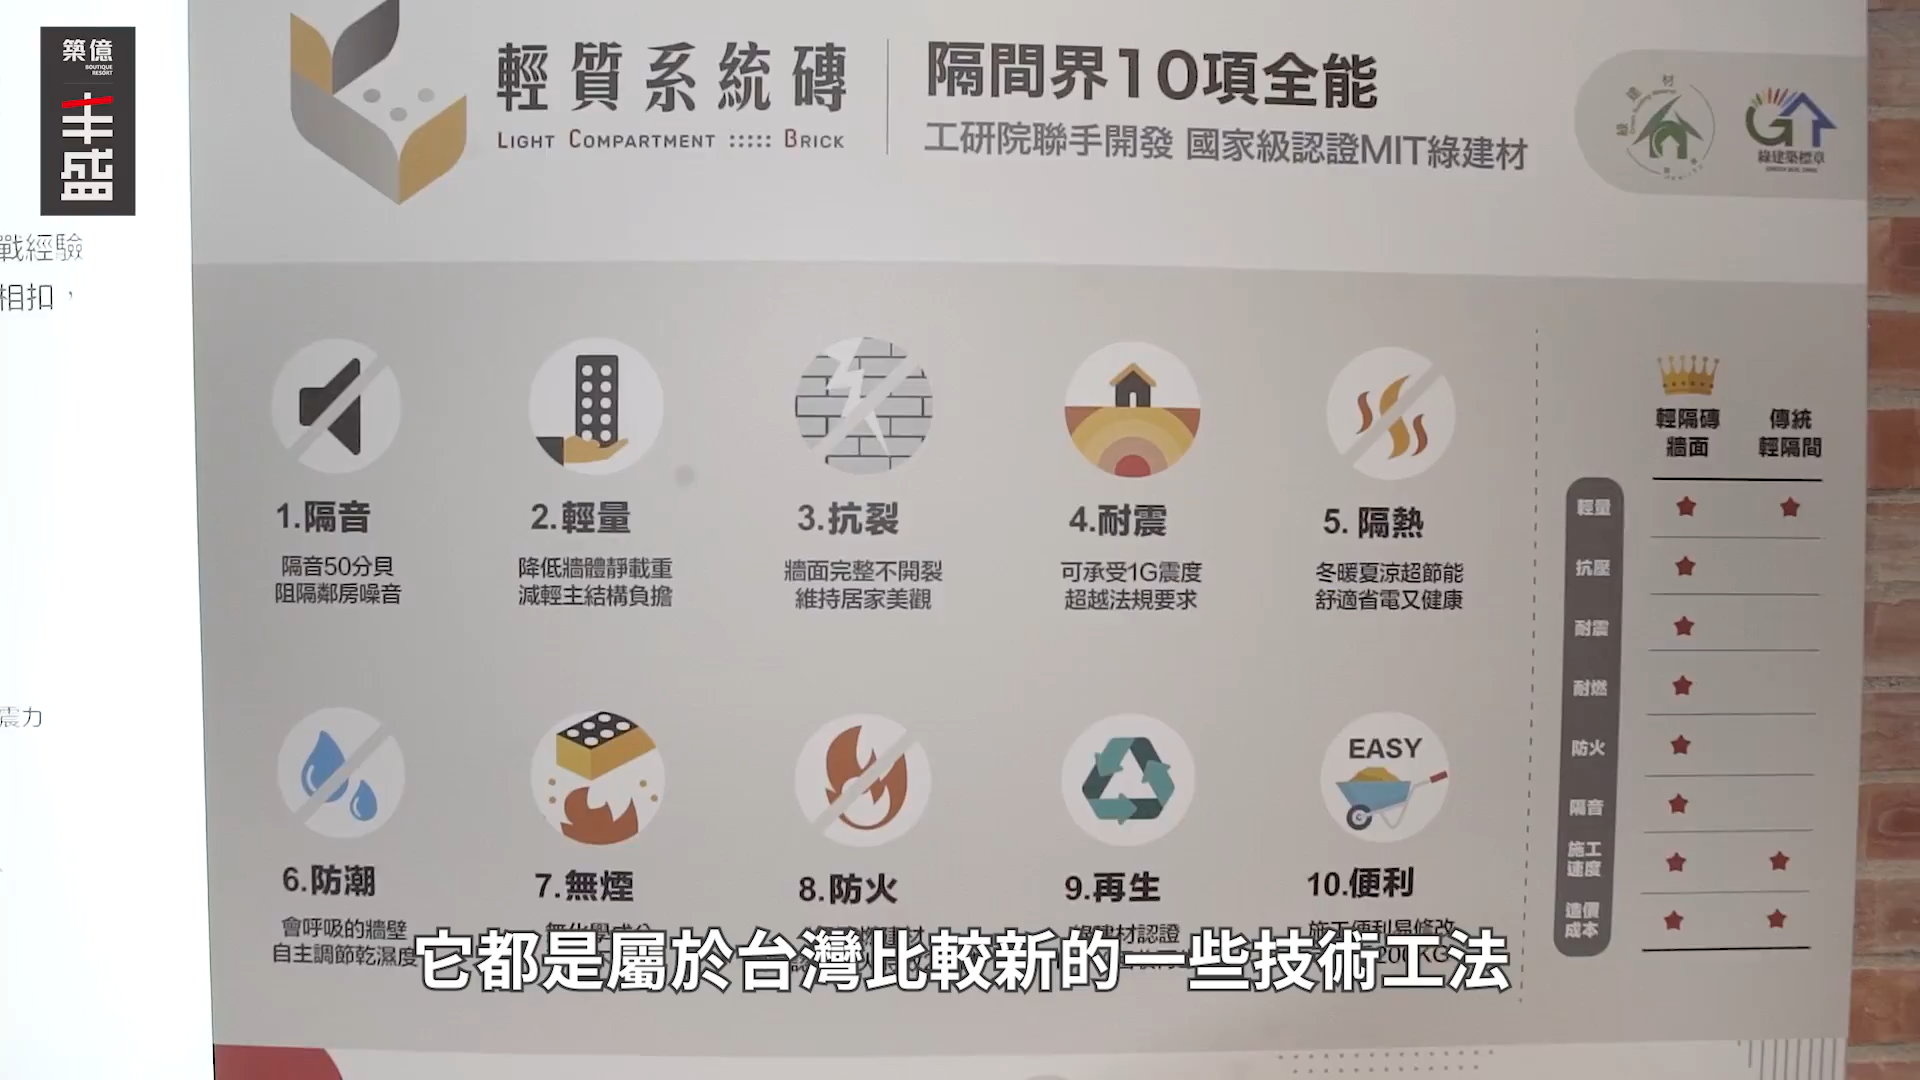 築億
BOUTIQUE
RESORT
丰盛
戰經驗
相扣，
震力
輕質系統磚
LIGHT COMPARTMENT ::::: BRICK
隔間界10項全能
工研院聯手開發 國家級認證MIT綠建材
綠建築標章
1.隔音
隔音50分貝
阻隔鄰房噪音
2.輕量
降低牆體靜載重
減輕主結構負擔
3.抗裂
牆面完整不開裂
維持居家美觀
4.耐震
可承受1G震度
超越法規要求
5. 隔熱
冬暖夏涼超節能
舒適省電又健康
6.防潮
會呼吸的牆壁
自主調節乾濕度
7.無煙
8.防火
9.再生
EASY
10.便利
施工便利易修改
輕隔磚
牆面
傳統
輕隔間
輕量
抗壓
耐震
耐燃
防火
隔音
施工
速度
造價
成本
它都是屬於台灣比較新的一些技術工法